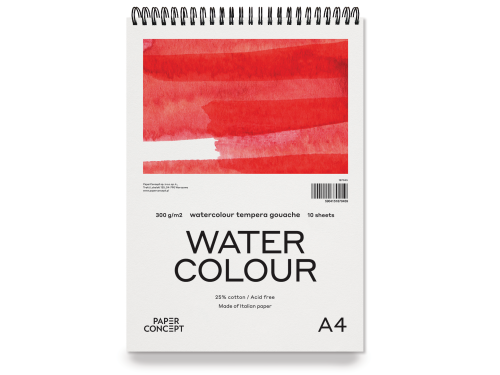 300 g/m2 watercolour tempera gouache 10 sheets
WATER
COLOUR
25% cotton / Acid free
Made of Italian paper
PAPER
CONCEPT
A4